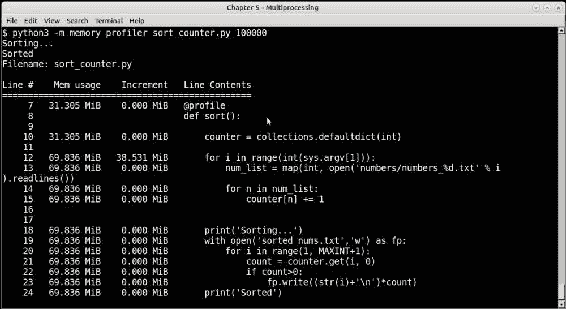 Chapter 5 - Multiprocessing
File Edit View Search Terminal Help
$ python3 -m memory_profiler sort_counter.py 100000
Sorting...
Sorted
Filename: sort_counter.py
Line # Mem usage Increment Line Contents
================================================
7 31.305 MiB 0.000 MiB @profile
8 def sort():
9
10 31.305 MiB 0.000 MiB counter = collections.defaultdict(int)
11
12 69.836 MiB 38.531 MiB for i in range(int(sys.argv[1])):
13 69.836 MiB 0.000 MiB num_list = map(int, open('numbers/numbers_%d.txt' % i
).readlines())
14 69.836 MiB 0.000 MiB for n in num_list:
15 69.836 MiB 0.000 MiB counter[n] += 1
16
17
18 69.836 MiB 0.000 MiB print('Sorting...')
19 69.836 MiB 0.000 MiB with open('sorted_nums.txt','w') as fp:
20 69.836 MiB 0.000 MiB for i in range(1, MAXINT+1):
21 69.836 MiB 0.000 MiB count = counter.get(i, 0)
22 69.836 MiB 0.000 MiB if count>0:
23 69.836 MiB 0.000 MiB fp.write((str(i)+'\n')*count)
24 69.836 MiB 0.000 MiB print('Sorted')